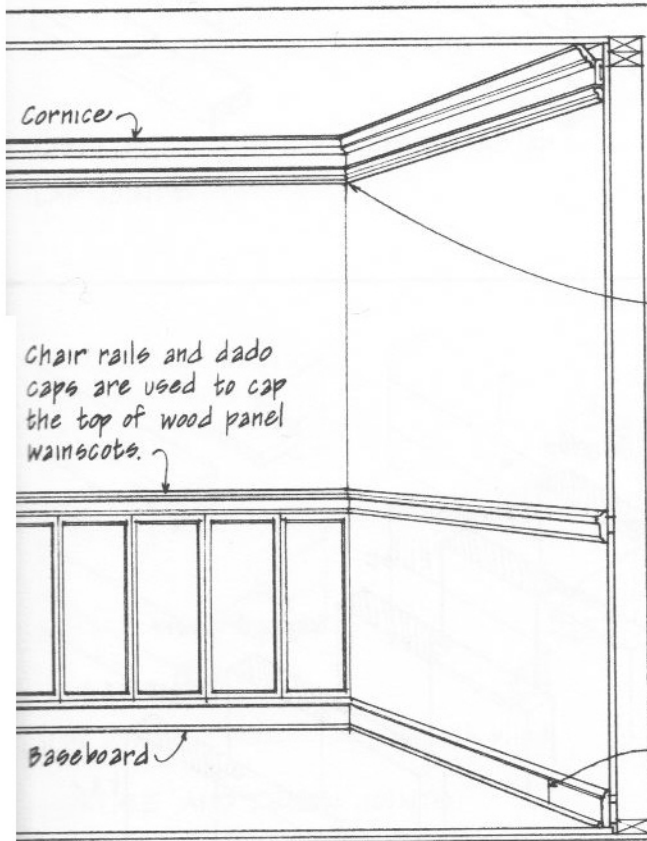 Cornice
Chair rails and dado
caps are used to cap
the top of wood panel
wainscots.
Baseboard